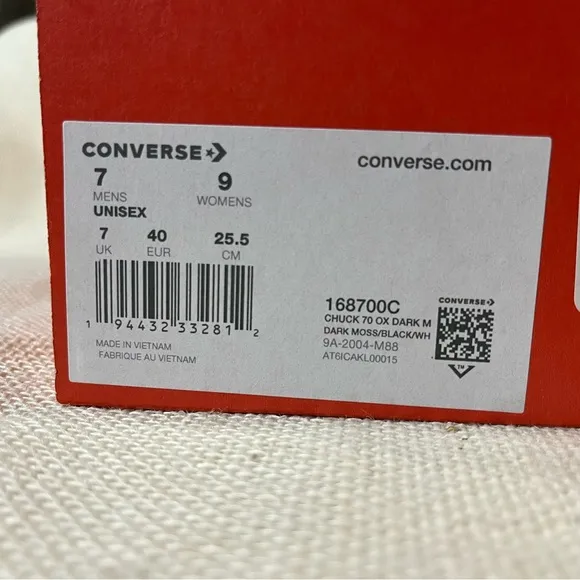 CONVERSE
converse.com
7 9
MENS WOMENS
UNISEX
7 40 25.5
UK EUR CM
1 94432 33281 2
MADE IN VIETNAM
FABRIQUE AU VIETNAM
168700C
CHUCK 70 OX DARK M
DARK MOSS/BLACK/WH
9A-2004-M88
AT6ICAKL00015
CONVERSE